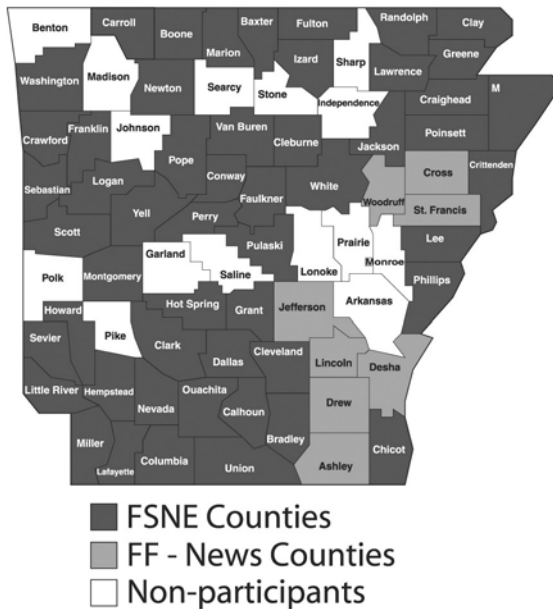 Benton
Carroll
Boone
Baxter
Marion
Fulton
Randolph
Clay
Washington
Madison
Newton
Searcy
Stone
Izard
Sharp
Lawrence
Greene
Independence
Craighead
M
Crawford
Franklin
Johnson
Van Buren
Cleburne
Jackson
Poinsett
Sebastian
Logan
Pope
Conway
Faulkner
White
Woodruff
Cross
Crittenden
St. Francis
Scott
Yell
Perry
Pulaski
Lonoke
Prairie
Monroe
Lee
Phillips
Polk
Montgomery
Garland
Saline
Hot Spring
Grant
Jefferson
Arkansas
Howard
Pike
Sevier
Clark
Dallas
Cleveland
Lincoln
Desha
Little River
Hempstead
Nevada
Ouachita
Calhoun
Bradley
Drew
Miller
Lafayette
Columbia
Union
Ashley
Chicot
FSNE Counties
FF - News Counties
Non-participants